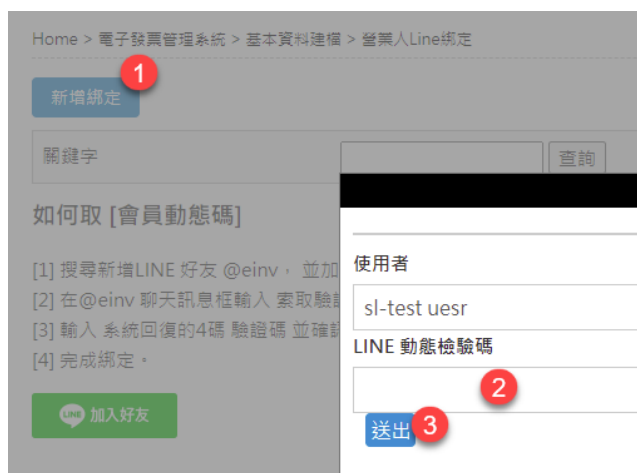 Home > 電子發票管理系統 > 基本資料建檔 > 營業人Line綁定
1
新增綁定
關鍵字
查詢
如何取 [會員動態碼]
[1] 搜尋新增LINE 好友 @einv， 並加
[2] 在@einv 聊天訊息框輸入 索取驗
[3] 輸入 系統回復的4碼 驗證碼 並確
[4] 完成綁定。
LINE 加入好友
使用者
sl-test uesr
LINE 動態檢驗碼
2
送出 3